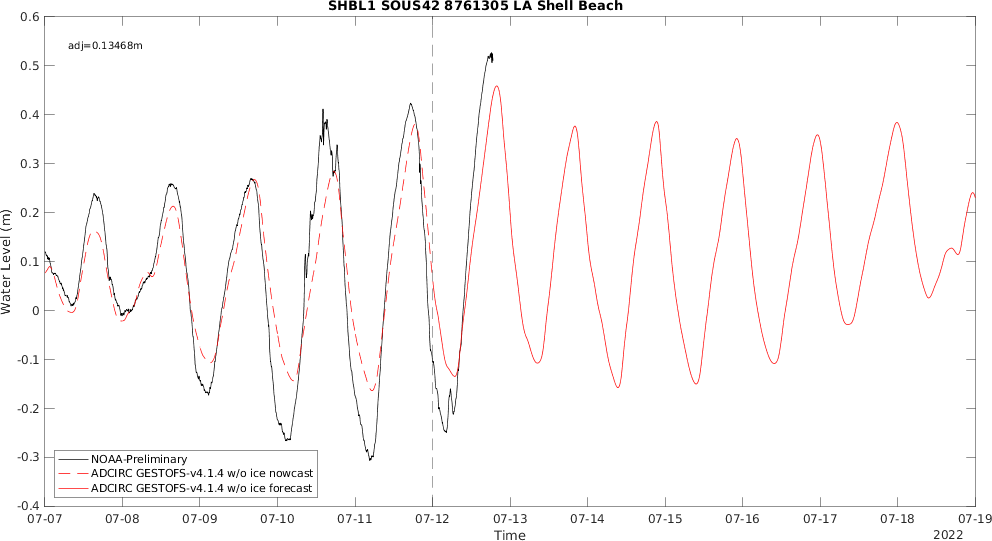 SHBL1 SOUS42 8761305 LA Shell Beach
adj=0.13468m
0.6
0.5
0.4
0.3
0.2
0.1
0
-0.1
-0.2
-0.3
-0.4
Water Level (m)
NOAA-Preliminary
ADCIRC GESTOFS-v4.1.4 w/o ice nowcast
ADCIRC GESTOFS-v4.1.4 w/o ice forecast
07-07 07-08 07-09 07-10 07-11 07-12 07-13 07-14 07-15 07-16 07-17 07-18 07-19
Time
2022